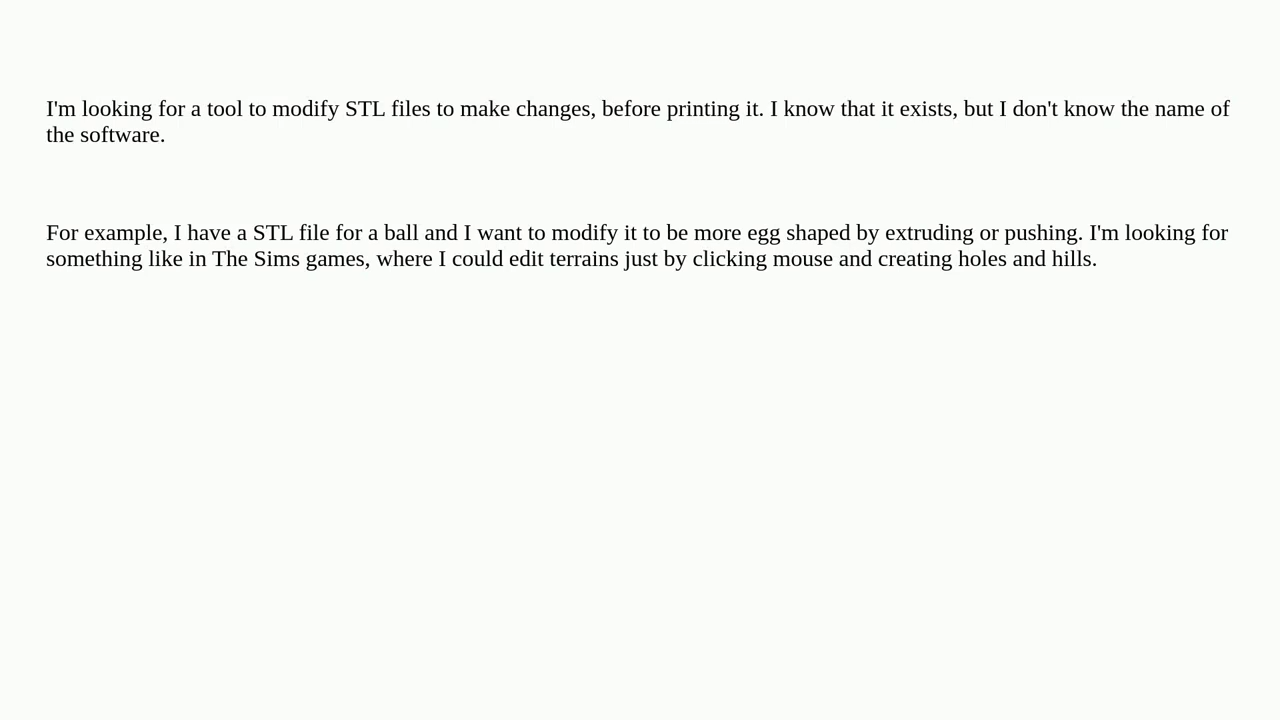 I'm looking for a tool to modify STL files to make changes, before printing it. I know that it exists, but I don't know the name of
the software.
For example, I have a STL file for a ball and I want to modify it to be more egg shaped by extruding or pushing. I'm looking for
something like in The Sims games, where I could edit terrains just by clicking mouse and creating holes and hills.